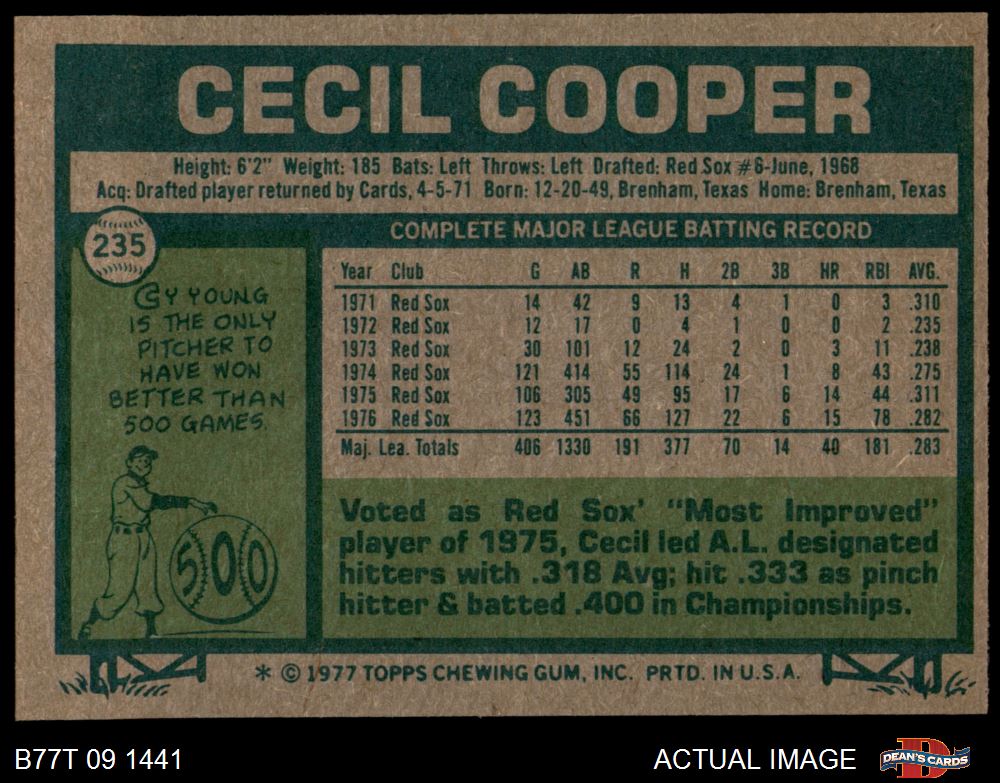 CECIL COOPER
Height: 6'2" Weight: 185 Bats: Left Throws: Left Drafted: Red Sox #6-June, 1968
Acq: Drafted player returned by Cards, 4-5-71 Born: 12-20-49, Brenham, Texas Home: Brenham, Texas
235
CY YOUNG
IS THE ONLY
PITCHER TO
HAVE WON
BETTER THAN
500 GAMES.
500
COMPLETE MAJOR LEAGUE BATTING RECORD
Year Club G AB R H 2B 3B HR RBI AVG.
1971 Red Sox 14 42 9 13 4 1 0 3 .310
1972 Red Sox 12 17 0 4 1 0 0 2 .235
1973 Red Sox 30 101 12 24 2 0 3 11 .238
1974 Red Sox 121 414 55 114 24 1 8 43 .275
1975 Red Sox 106 305 49 95 17 6 14 44 .311
1976 Red Sox 123 451 66 127 22 6 15 78 .282
Maj. Lea. Totals 406 1330 191 377 70 14 40 181 .283
Voted as Red Sox' "Most Improved"
player of 1975, Cecil led A.L. designated
hitters with .318 Avg; hit .333 as pinch
hitter & batted .400 in Championships.
* © 1977 TOPPS CHEWING GUM, INC. PRTD. IN U.S.A.
B77T 09 1441
ACTUAL IMAGE
D
DEAN'S CARDS